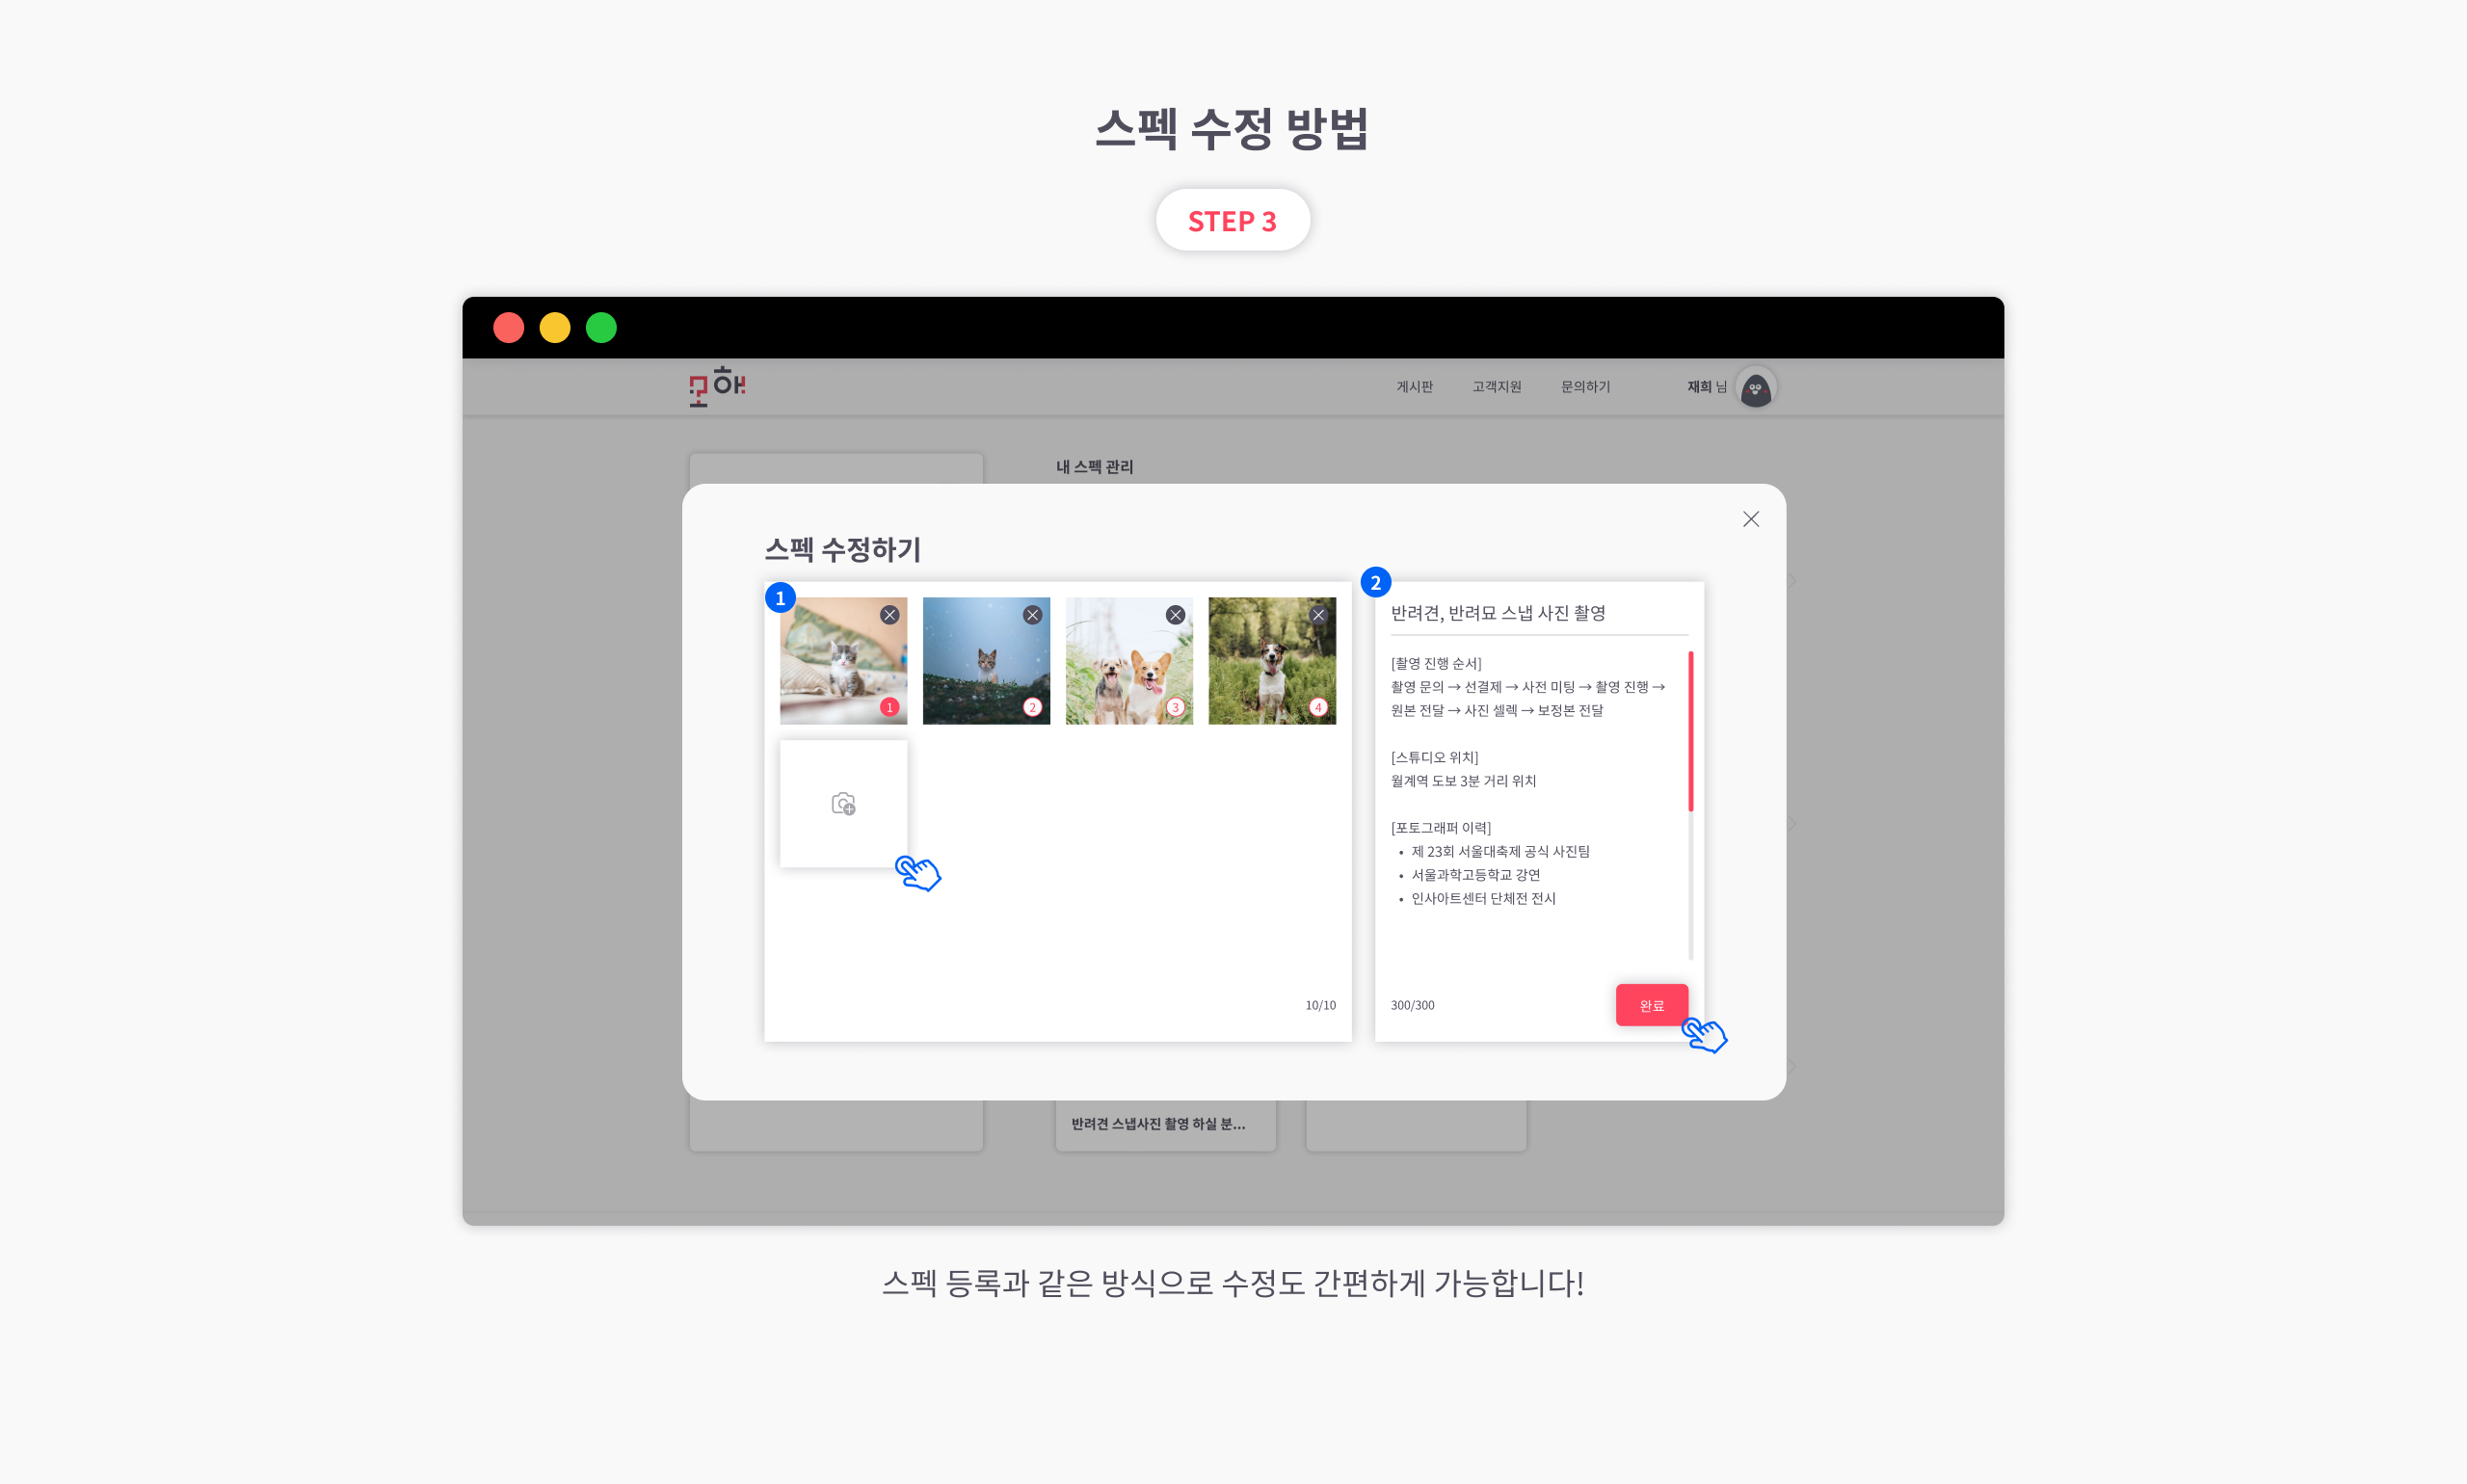 스펙 수정 방법
STEP 3
모해
게시판
고객지원
문의하기
재희 님
내 스펙 관리
스펙 수정하기
1
1
2
3
4
10/10
2
반려견, 반려묘 스냅 사진 촬영
[촬영 진행 순서]
촬영 문의 → 선결제 → 사전 미팅 → 촬영 진행 →
원본 전달 → 사진 셀렉 → 보정본 전달
[스튜디오 위치]
월계역 도보 3분 거리 위치
[포토그래퍼 이력]
• 제 23회 서울대축제 공식 사진팀
• 서울과학고등학교 강연
• 인사아트센터 단체전 전시
300/300
완료
반려견 스냅사진 촬영 하실 분...
스펙 등록과 같은 방식으로 수정도 간편하게 가능합니다!